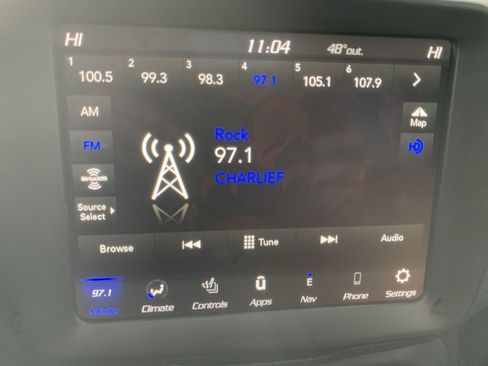 HI 11:04 48°out. HI
1 2 3 4 5 6
100.5 99.3 98.3 97.1 105.1 107.9
AM
Map
FM
HD
Rock
97.1
CHARLIEF
SiriusXM
Source
Select
Browse Tune Audio
97.1 E
Media Climate Controls Apps Nav Phone Settings